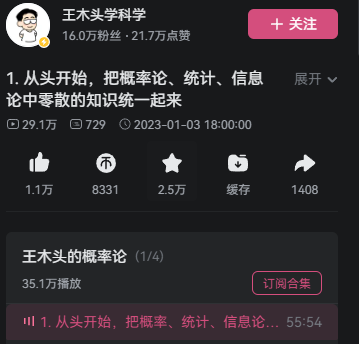 王木头学科学
16.0万粉丝 · 21.7万点赞
+ 关注
1. 从头开始，把概率论、统计、信息
论中零散的知识统一起来
展开
29.1万 729 2023-01-03 18:00:00
1.1万 8331 2.5万 缓存 1408
王木头的概率论 (1/4)
35.1万播放
订阅合集
1. 从头开始，把概率、统计、信息论... 55:54